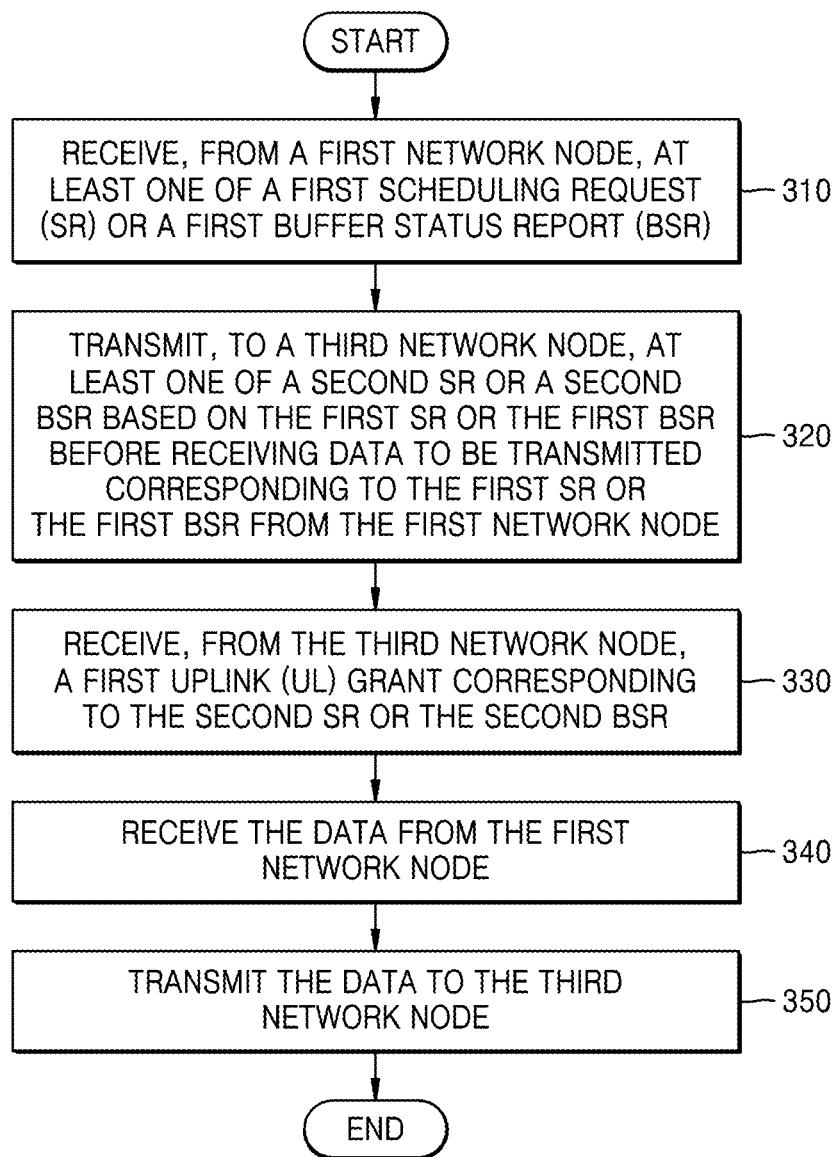 START
RECEIVE, FROM A FIRST NETWORK NODE, AT
LEAST ONE OF A FIRST SCHEDULING REQUEST
(SR) OR A FIRST BUFFER STATUS REPORT (BSR)
310
TRANSMIT, TO A THIRD NETWORK NODE, AT
LEAST ONE OF A SECOND SR OR A SECOND
BSR BASED ON THE FIRST SR OR THE FIRST BSR
BEFORE RECEIVING DATA TO BE TRANSMITTED
CORRESPONDING TO THE FIRST SR OR
THE FIRST BSR FROM THE FIRST NETWORK NODE
320
RECEIVE, FROM THE THIRD NETWORK NODE,
A FIRST UPLINK (UL) GRANT CORRESPONDING
TO THE SECOND SR OR THE SECOND BSR
330
RECEIVE THE DATA FROM THE FIRST
NETWORK NODE
340
TRANSMIT THE DATA TO THE THIRD
NETWORK NODE
350
END